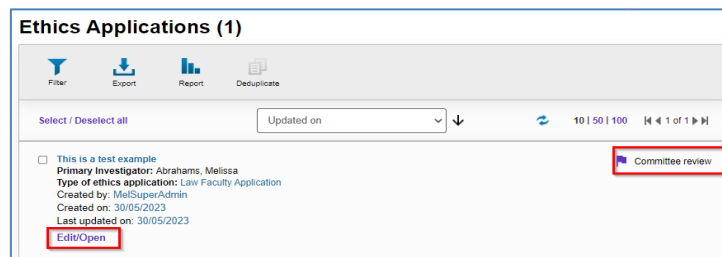 Ethics Applications (1)
Filter Export Report Deduplicate
Select / Deselect all Updated on 10 | 50 | 100 1 of 1
This is a test example Committee review
Primary Investigator: Abrahams, Melissa
Type of ethics application: Law Faculty Application
Created by: MelSuperAdmin
Created on: 30/05/2023
Last updated on: 30/05/2023
Edit/Open